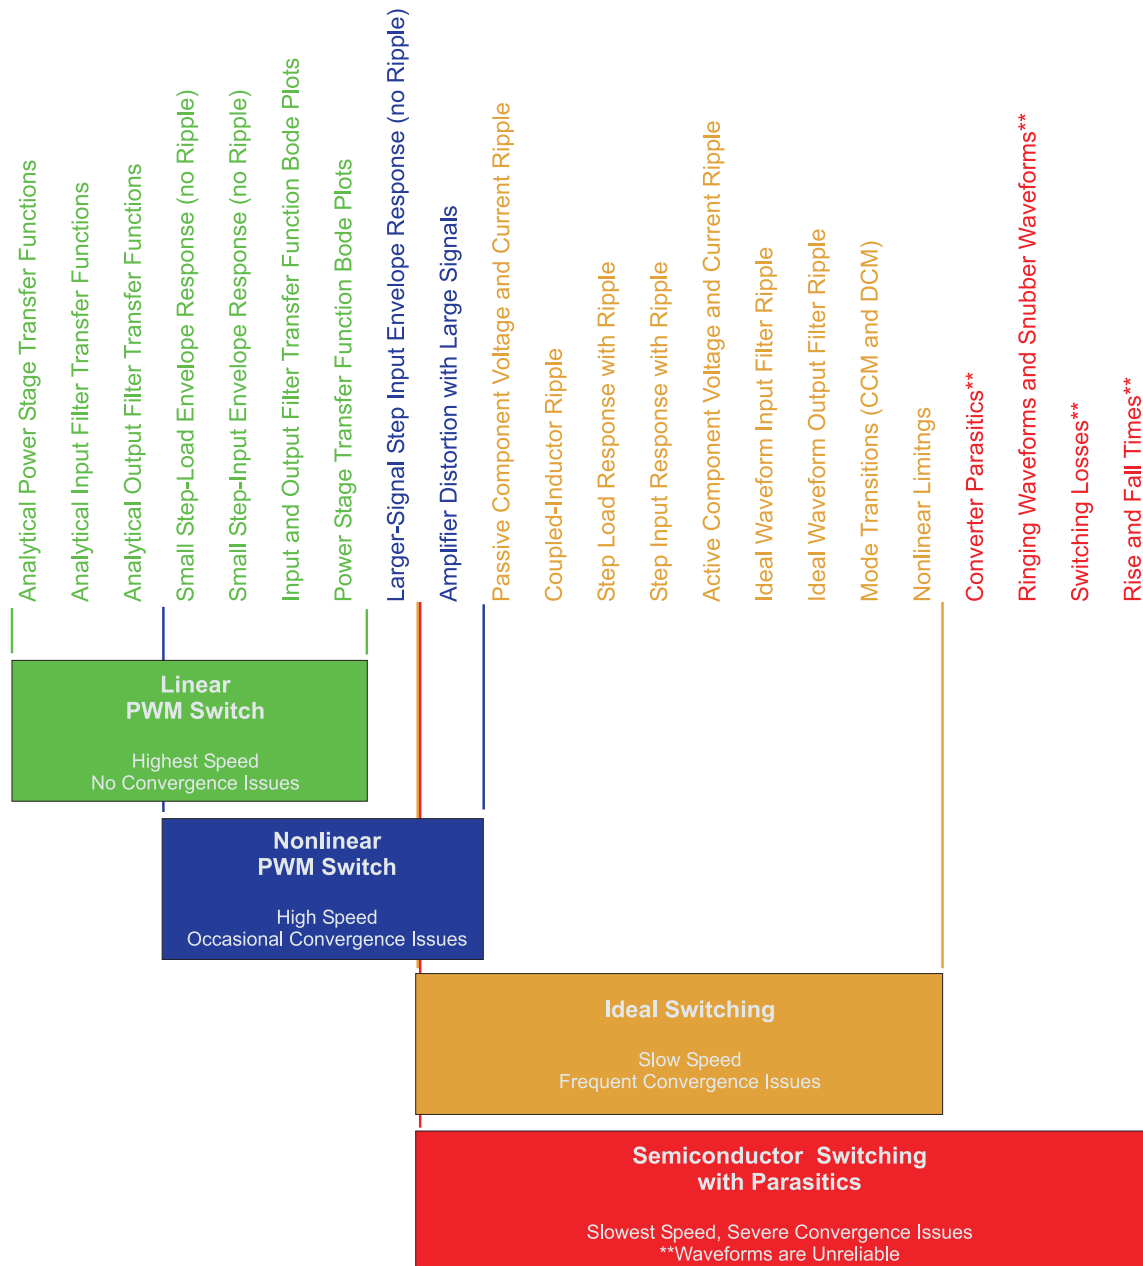 Analytical Power Stage Transfer Functions
Analytical Input Filter Transfer Functions
Analytical Output Filter Transfer Functions
Small Step-Load Envelope Response (no Ripple)
Small Step-Input Envelope Response (no Ripple)
Input and Output Filter Transfer Function Bode Plots
Power Stage Transfer Function Bode Plots
Larger-Signal Step Input Envelope Response (no Ripple)
Amplifier Distortion with Large Signals
Passive Component Voltage and Current Ripple
Coupled-Inductor Ripple
Step Load Response with Ripple
Step Input Response with Ripple
Active Component Voltage and Current Ripple
Ideal Waveform Input Filter Ripple
Ideal Waveform Output Filter Ripple
Mode Transitions (CCM and DCM)
Nonlinear Limitngs
Converter Parasitics**
Ringing Waveforms and Snubber Waveforms**
Switching Losses**
Rise and Fall Times**
Linear
PWM Switch
Highest Speed
No Convergence Issues
Nonlinear
PWM Switch
High Speed
Occasional Convergence Issues
Ideal Switching
Slow Speed
Frequent Convergence Issues
Semiconductor Switching
with Parasitics
Slowest Speed, Severe Convergence Issues
**Waveforms are Unreliable